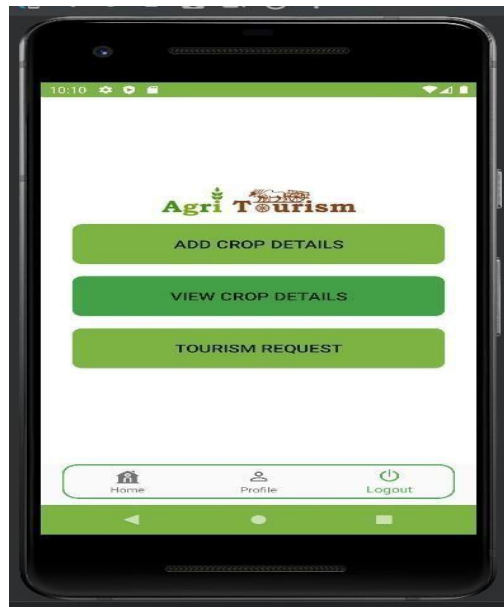 10:10
Agri Tourism
ADD CROP DETAILS
VIEW CROP DETAILS
TOURISM REQUEST
Home Profile Logout